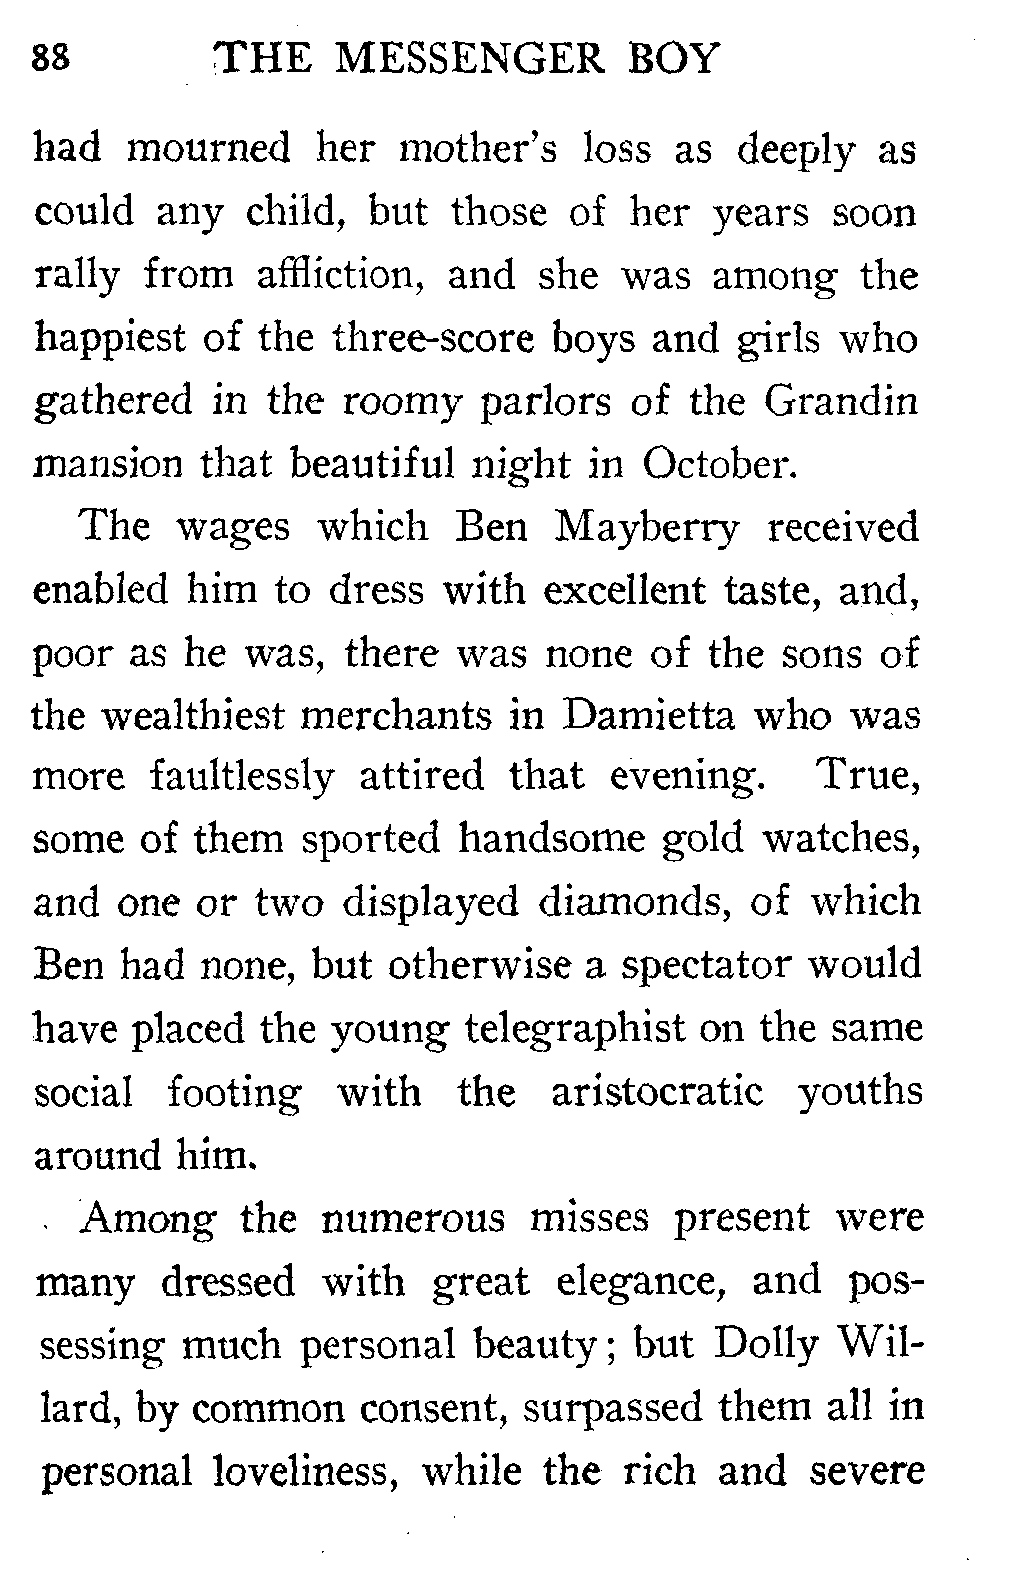 88 THE MESSENGER BOY
had mourned her mother's loss as deeply as
could any child, but those of her years soon
rally from affliction, and she was among the
happiest of the three-score boys and girls who
gathered in the roomy parlors of the Grandin
mansion that beautiful night in October.
The wages which Ben Mayberry received
enabled him to dress with excellent taste, and,
poor as he was, there was none of the sons of
the wealthiest merchants in Damietta who was
more faultlessly attired that evening. True,
some of them sported handsome gold watches,
and one or two displayed diamonds, of which
Ben had none, but otherwise a spectator would
have placed the young telegraphist on the same
social footing with the aristocratic youths
around him.
Among the numerous misses present were
many dressed with great elegance, and pos-
sessing much personal beauty; but Dolly Wil-
lard, by common consent, surpassed them all in
personal loveliness, while the rich and severe